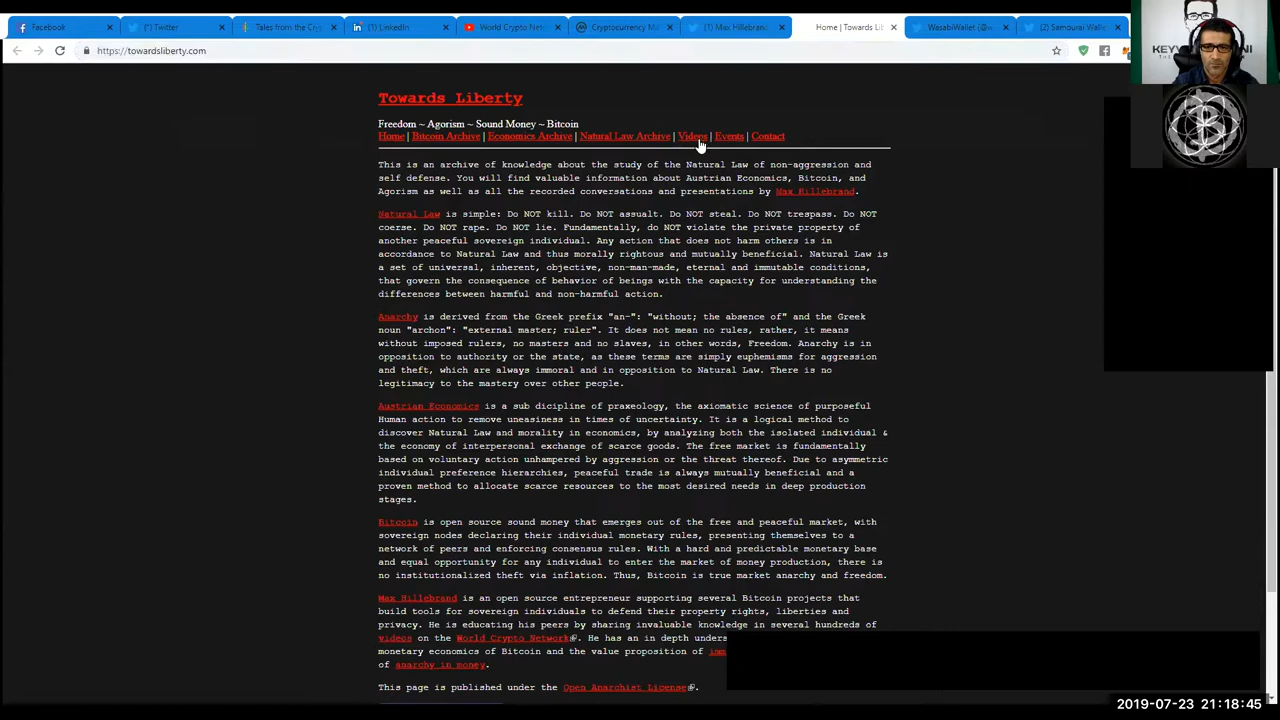 Facebook
(*) Twitter
Tales from the Cry
(1) LinkedIn
World Crypto Net
Cryptocurrency M
(1) Max Hillebrand
Home | Towards Lib
WasabiWallet (@w
(2) Samourai Walle
https://towardsliberty.com
Towards Liberty
Freedom ~ Agorism ~ Sound Money ~ Bitcoin
Home | Bitcoin Archive | Economics Archive | Natural Law Archive | Videos | Events | Contact
This is an archive of knowledge about the study of the Natural Law of non-aggression and
self defense. You will find valuable information about Austrian Economics, Bitcoin, and
Agorism as well as all the recorded conversations and presentations by Max Hillebrand.
Natural Law is simple: Do NOT kill. Do NOT assualt. Do NOT steal. Do NOT trespass. Do NOT
coerse. Do NOT rape. Do NOT lie. Fundamentally, do NOT violate the private property of
another peaceful sovereign individual. Any action that does not harm others is in
accordance to Natural Law and thus morally rightous and mutually beneficial. Natural Law is
a set of universal, inherent, objective, non-man-made, eternal and immutable conditions,
that govern the consequence of behavior of beings with the capacity for understanding the
differences between harmful and non-harmful action.
Anarchy is derived from the Greek prefix "an-": "without; the absence of" and the Greek
noun "archon": "external master; ruler". It does not mean no rules, rather, it means
without imposed rulers, no masters and no slaves, in other words, Freedom. Anarchy is in
opposition to authority or the state, as these terms are simply euphemisms for aggression
and theft, which are always immoral and in opposition to Natural Law. There is no
legitimacy to the mastery over other people.
Austrian Economics is a sub dicipline of praxeology, the axiomatic science of purposeful
Human action to remove uneasiness in times of uncertainty. It is a logical method to
discover Natural Law and morality in economics, by analyzing both the isolated individual &
the economy of interpersonal exchange of scarce goods. The free market is fundamentally
based on voluntary action unhampered by aggression or the threat thereof. Due to asymmetric
individual preference hierarchies, peaceful trade is always mutually beneficial and a
proven method to allocate scarce resources to the most desired needs in deep production
stages.
Bitcoin is open source sound money that emerges out of the free and peaceful market, with
sovereign nodes declaring their individual monetary rules, presenting themselves to a
network of peers and enforcing consensus rules. With a hard and predictable monetary base
and equal opportunity for any individual to enter the market of money production, there is
no institutionalized theft via inflation. Thus, Bitcoin is true market anarchy and freedom.
Max Hillebrand is an open source entrepreneur supporting several Bitcoin projects that
build tools for sovereign individuals to defend their property rights, liberties and
privacy. He is educating his peers by sharing invaluable knowledge in several hundreds of
videos on the World Crypto Network. He has an in depth unders
monetary economics of Bitcoin and the value proposition of imm
of anarchy in money.
This page is published under the Open Anarchist License.
2019-07-23 21:18:45